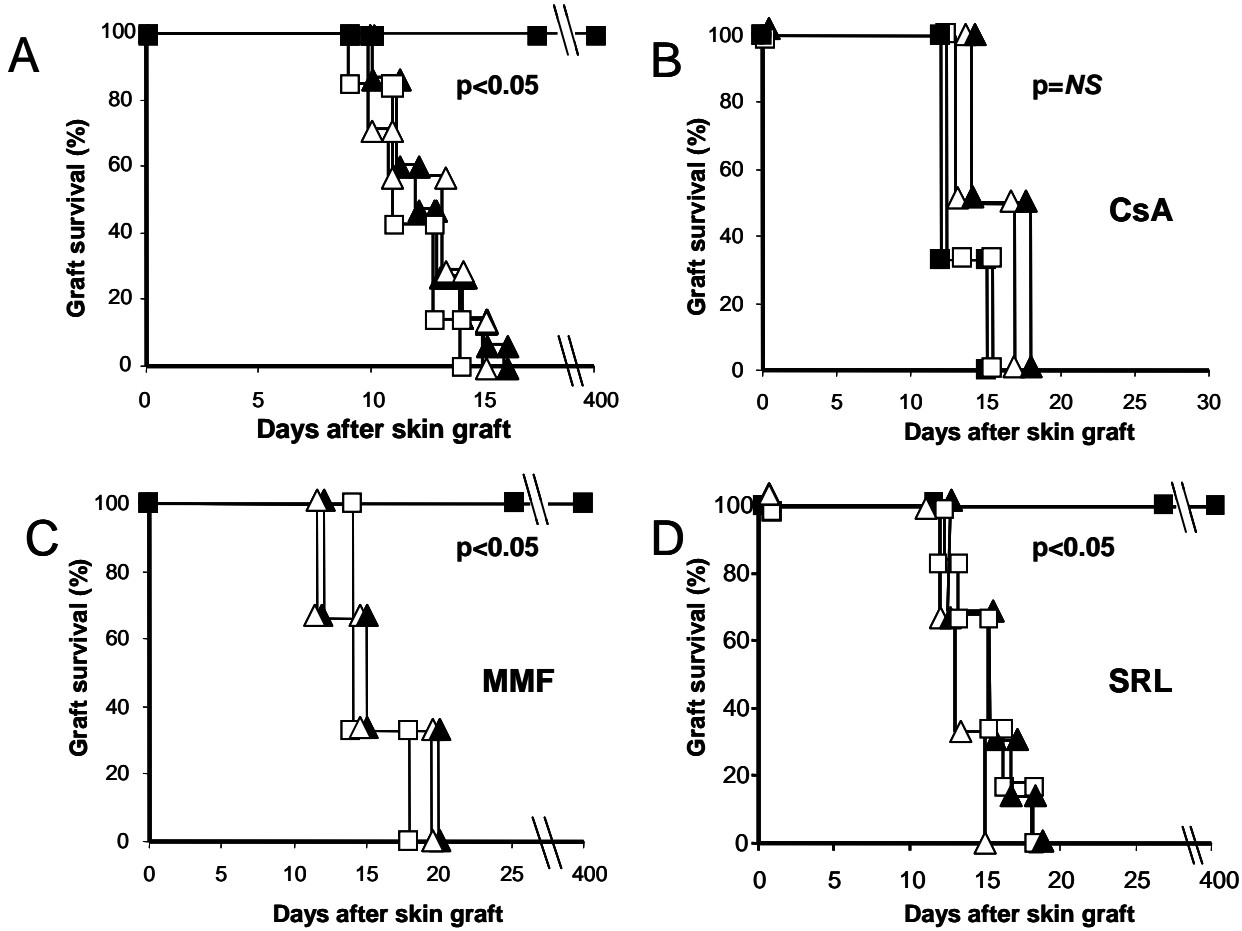 A
100
80
60
40
20
0
Graft survival (%)
p<0.05
0 5 10 15 400
Days after skin graft
B
100
80
60
40
20
0
Graft survival (%)
p=NS
CsA
0 5 10 15 20 25 30
Days after skin graft
C
100
80
60
40
20
0
Graft survival (%)
p<0.05
MMF
0 5 10 15 20 25 400
Days after skin graft
D
100
80
60
40
20
0
Graft survival (%)
p<0.05
SRL
0 5 10 15 20 25 400
Days after skin graft